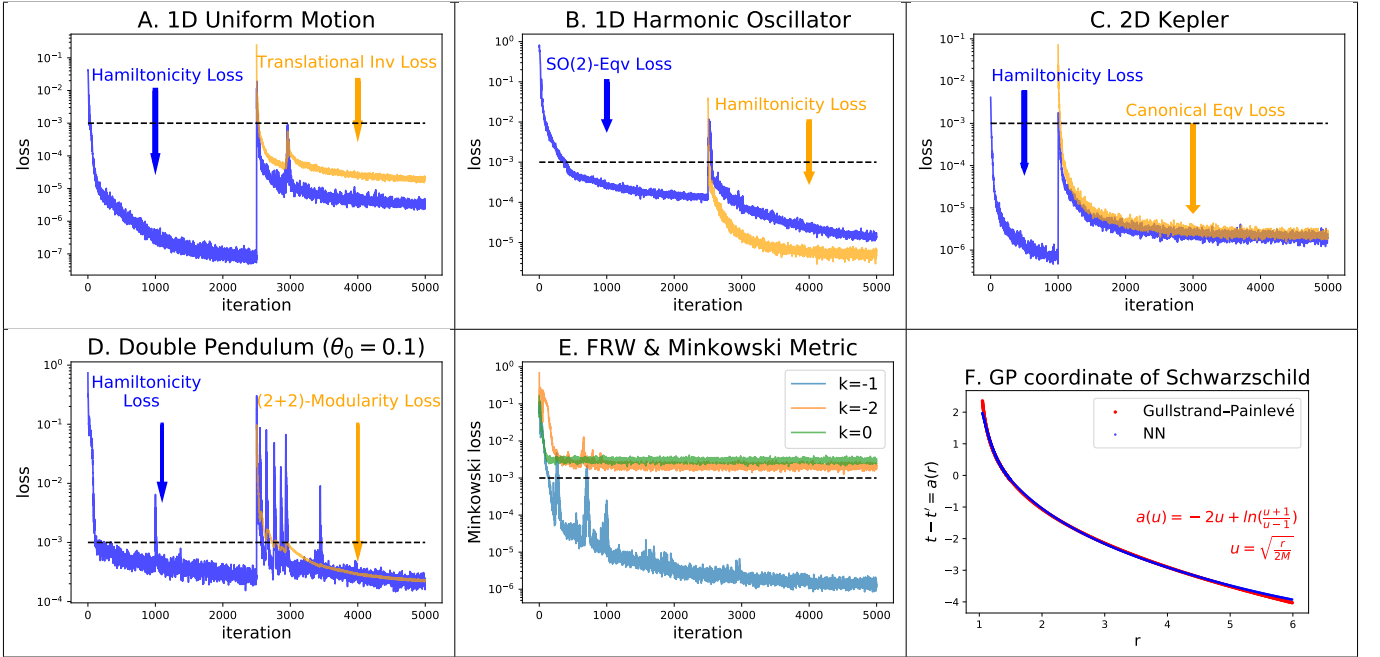 A. 1D Uniform Motion
10⁻¹
10⁻²
10⁻³
10⁻⁴
10⁻⁵
10⁻⁶
10⁻⁷
loss
Hamiltonicity Loss
Translational Inv Loss
0 1000 2000 3000 4000 5000
iteration
B. 1D Harmonic Oscillator
10⁰
10⁻¹
10⁻²
10⁻³
10⁻⁴
10⁻⁵
loss
SO(2)-Eqv Loss
Hamiltonicity Loss
0 1000 2000 3000 4000 5000
iteration
C. 2D Kepler
10⁻¹
10⁻²
10⁻³
10⁻⁴
10⁻⁵
10⁻⁶
loss
Hamiltonicity Loss
Canonical Eqv Loss
0 1000 2000 3000 4000 5000
iteration
D. Double Pendulum (θ₀ = 0.1)
10⁰
10⁻¹
10⁻²
10⁻³
10⁻⁴
loss
Hamiltonicity
Loss
(2+2)-Modularity Loss
0 1000 2000 3000 4000 5000
iteration
E. FRW & Minkowski Metric
10⁰
10⁻¹
10⁻²
10⁻³
10⁻⁴
10⁻⁵
10⁻⁶
Minkowski loss
k=-1
k=-2
k=0
0 1000 2000 3000 4000 5000
iteration
F. GP coordinate of Schwarzschild
2
1
0
−1
−2
−3
−4
t − t′ = a(r)
Gullstrand–Painlevé
NN
a(u) = − 2u + ln(\frac{u+1}{u−1})
u = \sqrt{\frac{r}{2M}}
1 2 3 4 5 6
r